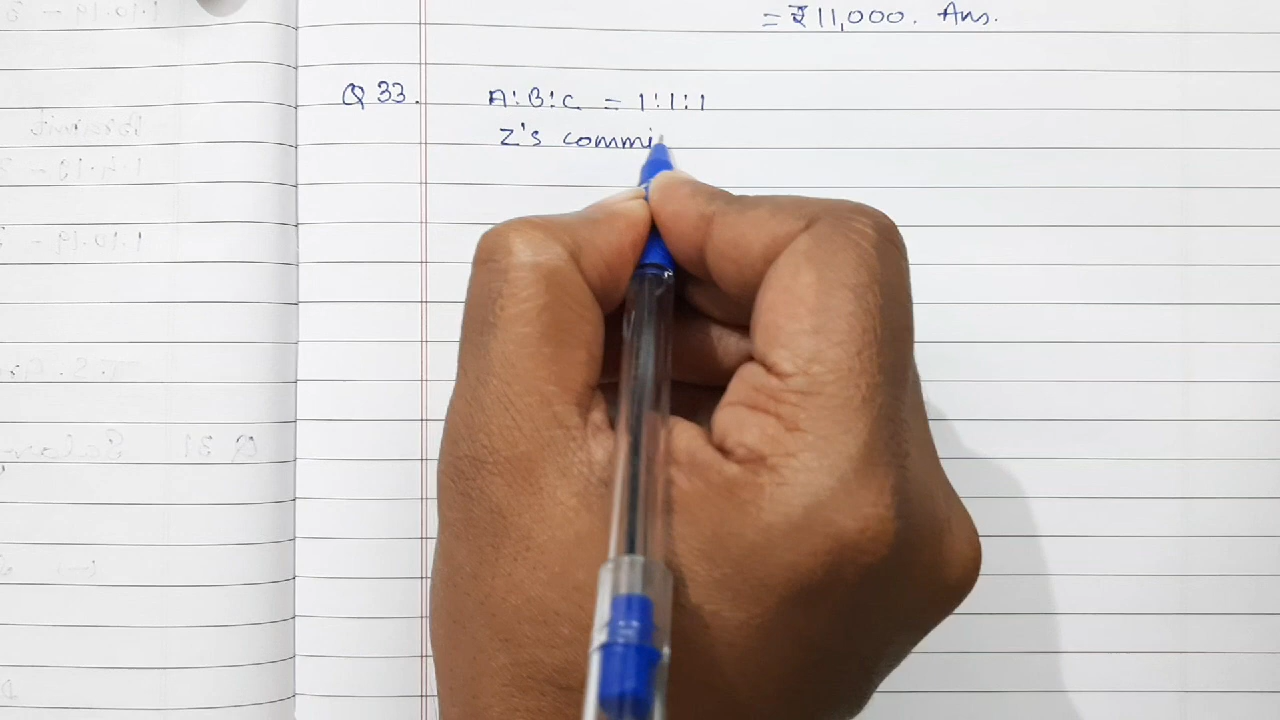 = ₹11,000. Ans.
Q 33. A:B:C = 1:1:1
Z's commi